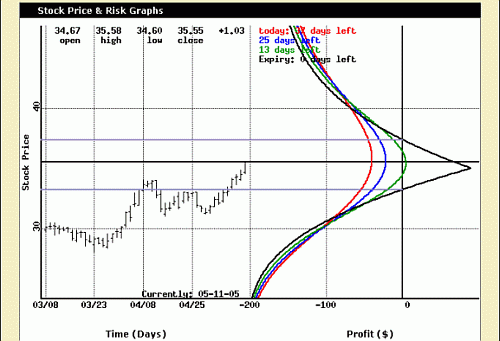 Stock Price & Risk Graphs
34.67 35.58 34.60 35.55 +1.03
open high low close
today: 37 days left
25 days left
13 days left
Expiry: 0 days left
40
30
Stock Price
Currently: 05-11-05
03/08 03/23 04/08 04/25 -200 -100 0
Time (Days) Profit ($)